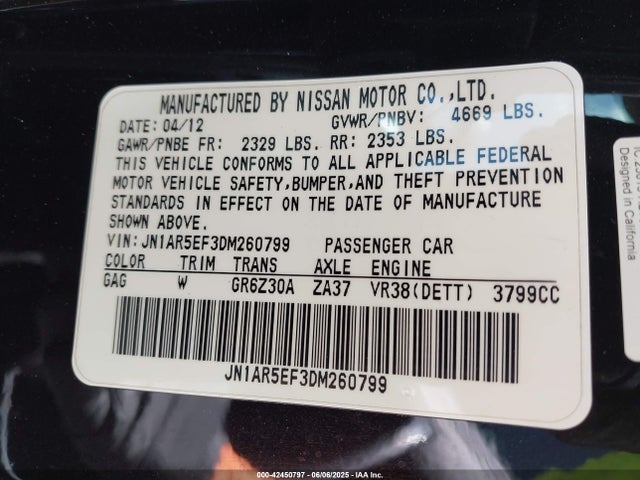 MANUFACTURED BY NISSAN MOTOR CO.,LTD.
DATE: 04/12 GVWR/PNBV: 4669 LBS.
GAWR/PNBE FR: 2329 LBS. RR: 2353 LBS.
THIS VEHICLE CONFORMS TO ALL APPLICABLE FEDERAL
MOTOR VEHICLE SAFETY,BUMPER,AND THEFT PREVENTION
STANDARDS IN EFFECT ON THE DATE OF MANUFACTURE
SHOWN ABOVE.
VIN: JN1AR5EF3DM260799 PASSENGER CAR
COLOR TRIM TRANS AXLE ENGINE
GAG W GR6Z30A ZA37 VR38(DETT) 3799CC
JN1AR5EF3DM260799
Designed in California
000-42450797 - 06/06/2025 - IAA Inc.